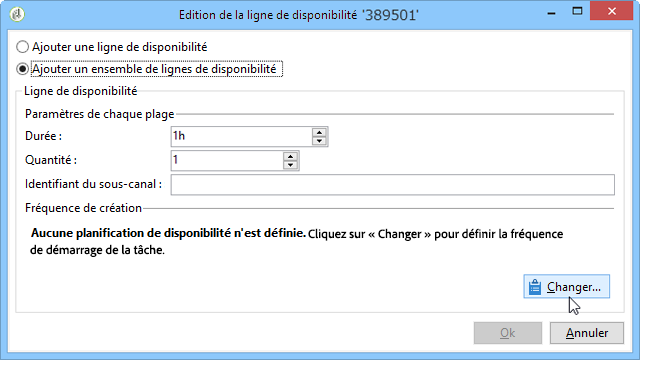 Edition de la ligne de disponibilité '389501'
Ajouter une ligne de disponibilité
Ajouter un ensemble de lignes de disponibilité
Ligne de disponibilité
Paramètres de chaque plage
Durée : 1h
Quantité : 1
Identifiant du sous-canal :
Fréquence de création
Aucune planification de disponibilité n'est définie. Cliquez sur « Changer » pour définir la fréquence
de démarrage de la tâche.
Changer...
Ok Annuler